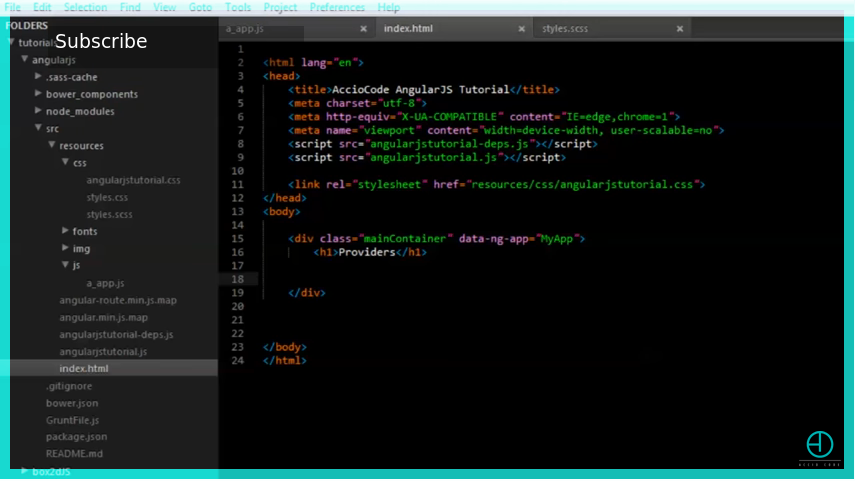 File Edit Selection Find View Goto Tools Project Preferences Help
FOLDERS
Subscribe
tutorials
angularjs
.sass-cache
bower_components
node_modules
src
resources
css
angularjstutorial.css
styles.css
styles.scss
fonts
img
js
a_app.js
angular-route.min.js.map
angular.min.js.map
angularjstutorial-deps.js
angularjstutorial.js
index.html
.gitignore
bower.json
GruntFile.js
package.json
README.md
box2dJS
a_app.js × index.html × styles.scss ×
1
2 <html lang="en">
3 <head>
4 <title>AccioCode AngularJS Tutorial</title>
5 <meta charset="utf-8">
6 <meta http-equiv="X-UA-COMPATIBLE" content="IE=edge,chrome=1">
7 <meta name="viewport" content="width=device-width, user-scalable=no">
8 <script src="angularjstutorial-deps.js"></script>
9 <script src="angularjstutorial.js"></script>
10
11 <link rel="stylesheet" href="resources/css/angularjstutorial.css">
12 </head>
13 <body>
14
15 <div class="mainContainer" data-ng-app="MyApp">
16 <h1>Providers</h1>
17
18
19 </div>
20
21
22
23 </body>
24 </html>